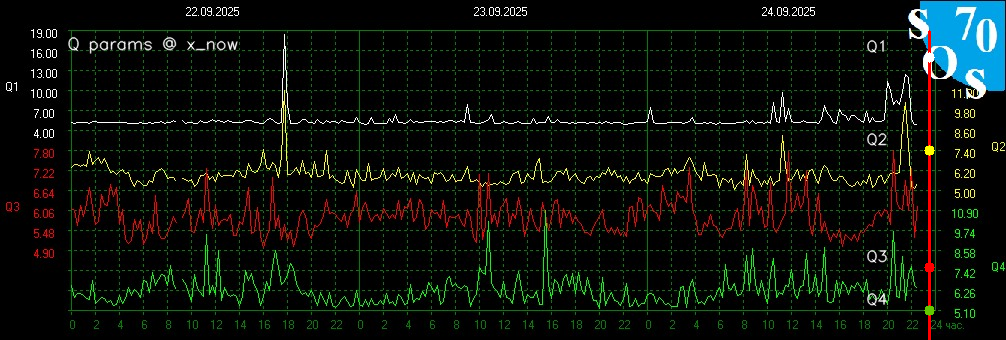 22.09.2025 23.09.2025 24.09.2025
Q params @ x_now
Q1
19.00
16.00
13.00
10.00
7.00
4.00
Q3
7.80
7.22
6.64
6.06
5.48
4.90
Q1
Q2
Q3
Q4
S O S 70
Q2
11.00
9.80
8.60
7.40
6.20
5.00
Q4
10.90
9.74
8.58
7.42
6.26
5.10
0 2 4 6 8 10 12 14 16 18 20 22 0 2 4 6 8 10 12 14 16 18 20 22 0 2 4 6 8 10 12 14 16 18 20 22 24 час.